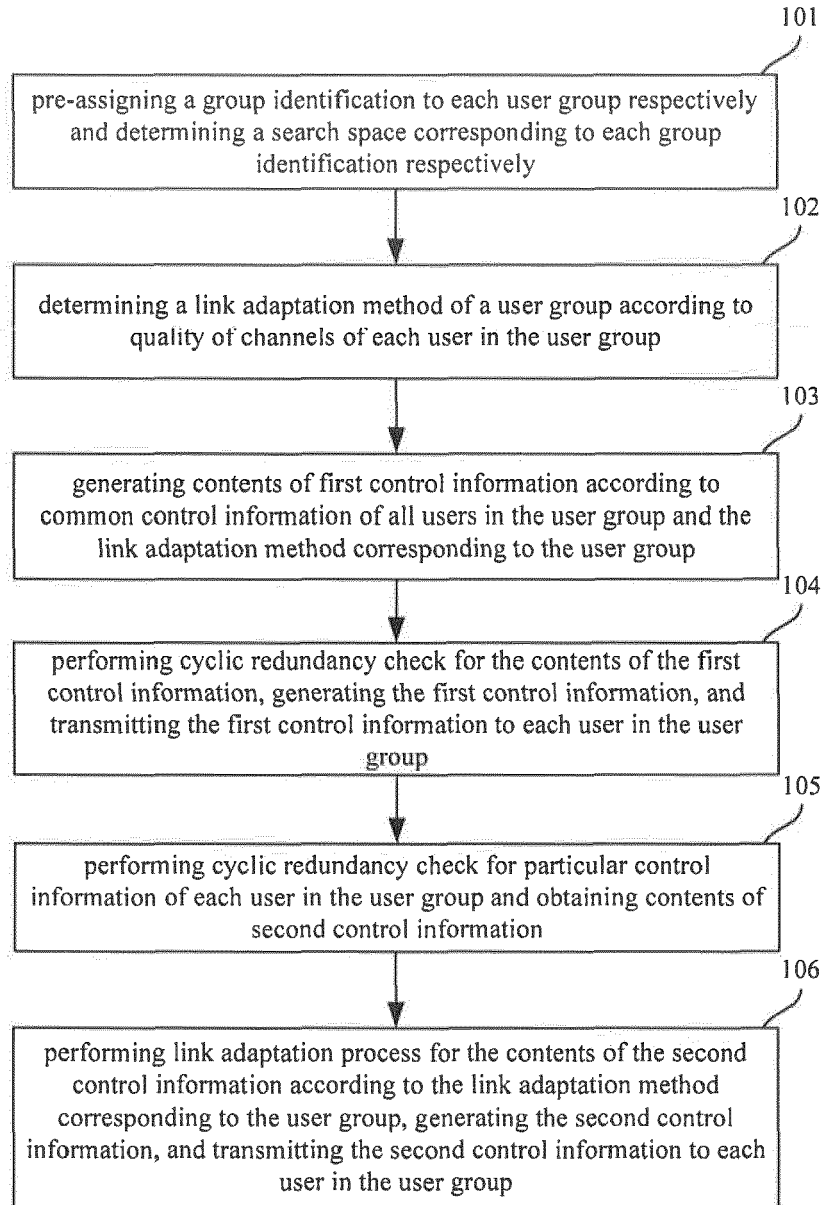 101
pre-assigning a group identification to each user group respectively
and determining a search space corresponding to each group
identification respectively
102
determining a link adaptation method of a user group according to
quality of channels of each user in the user group
103
generating contents of first control information according to
common control information of all users in the user group and the
link adaptation method corresponding to the user group
104
performing cyclic redundancy check for the contents of the first
control information, generating the first control information, and
transmitting the first control information to each user in the user
group
105
performing cyclic redundancy check for particular control
information of each user in the user group and obtaining contents of
second control information
106
performing link adaptation process for the contents of the second
control information according to the link adaptation method
corresponding to the user group, generating the second control
information, and transmitting the second control information to each
user in the user group